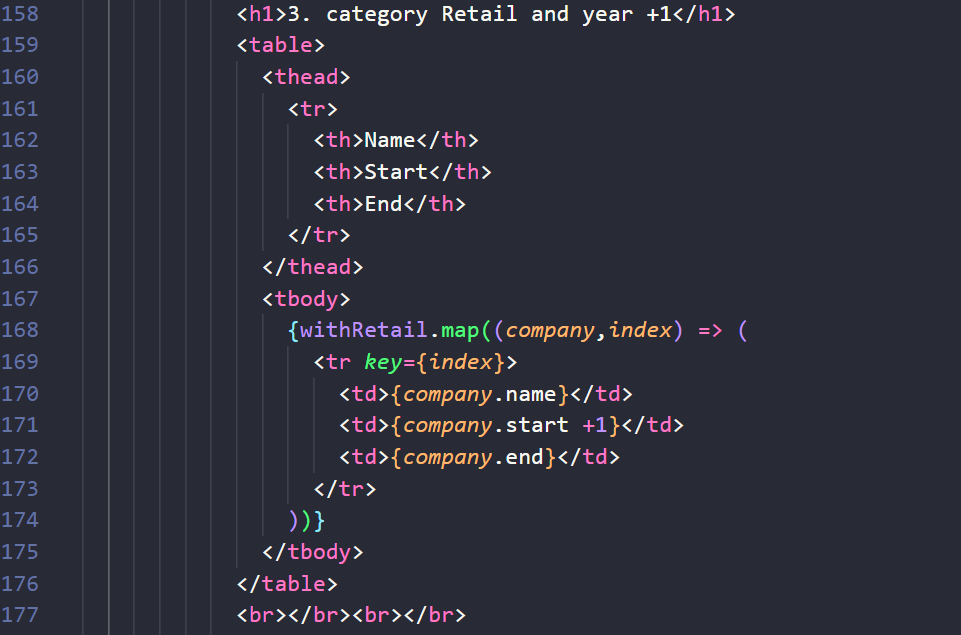 158 <h1>3. category Retail and year +1</h1>
159 <table>
160 <thead>
161 <tr>
162 <th>Name</th>
163 <th>Start</th>
164 <th>End</th>
165 </tr>
166 </thead>
167 <tbody>
168 {withRetail.map((company,index) => (
169 <tr key={index}>
170 <td>{company.name}</td>
171 <td>{company.start +1}</td>
172 <td>{company.end}</td>
173 </tr>
174 ))}
175 </tbody>
176 </table>
177 <br></br><br></br>